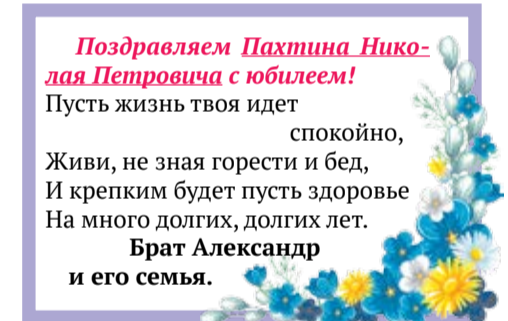 Поздравляем Пахтина Нико-
лая Петровича с юбилеем!
Пусть жизнь твоя идет
спокойно,
Живи, не зная горести и бед,
И крепким будет пусть здоровье
На много долгих, долгих лет.
Брат Александр
и его семья.